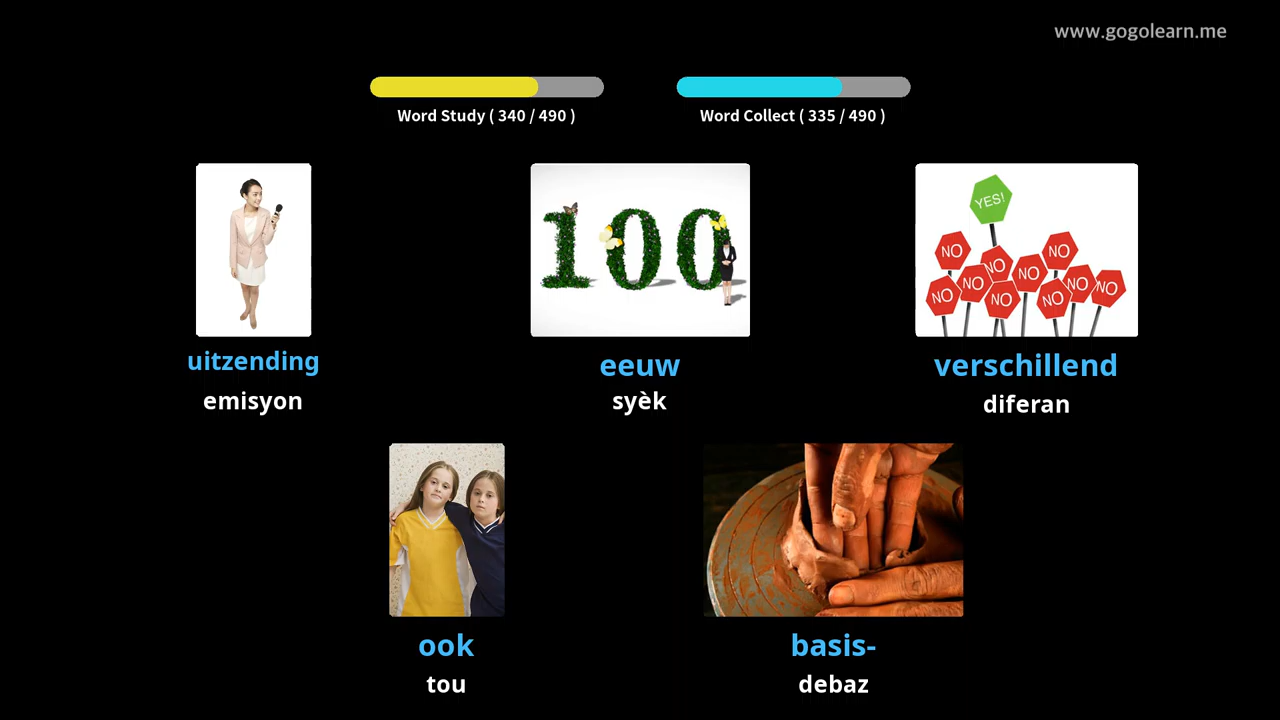 www.gogolearn.me
Word Study ( 340 / 490 )
Word Collect ( 335 / 490 )
100
YES!
NO
NO
NO
NO
NO
NO
NO
NO
NO
NO
uitzending
emisyon
eeuw
syèk
verschillend
diferan
ook
tou
basis-
debaz